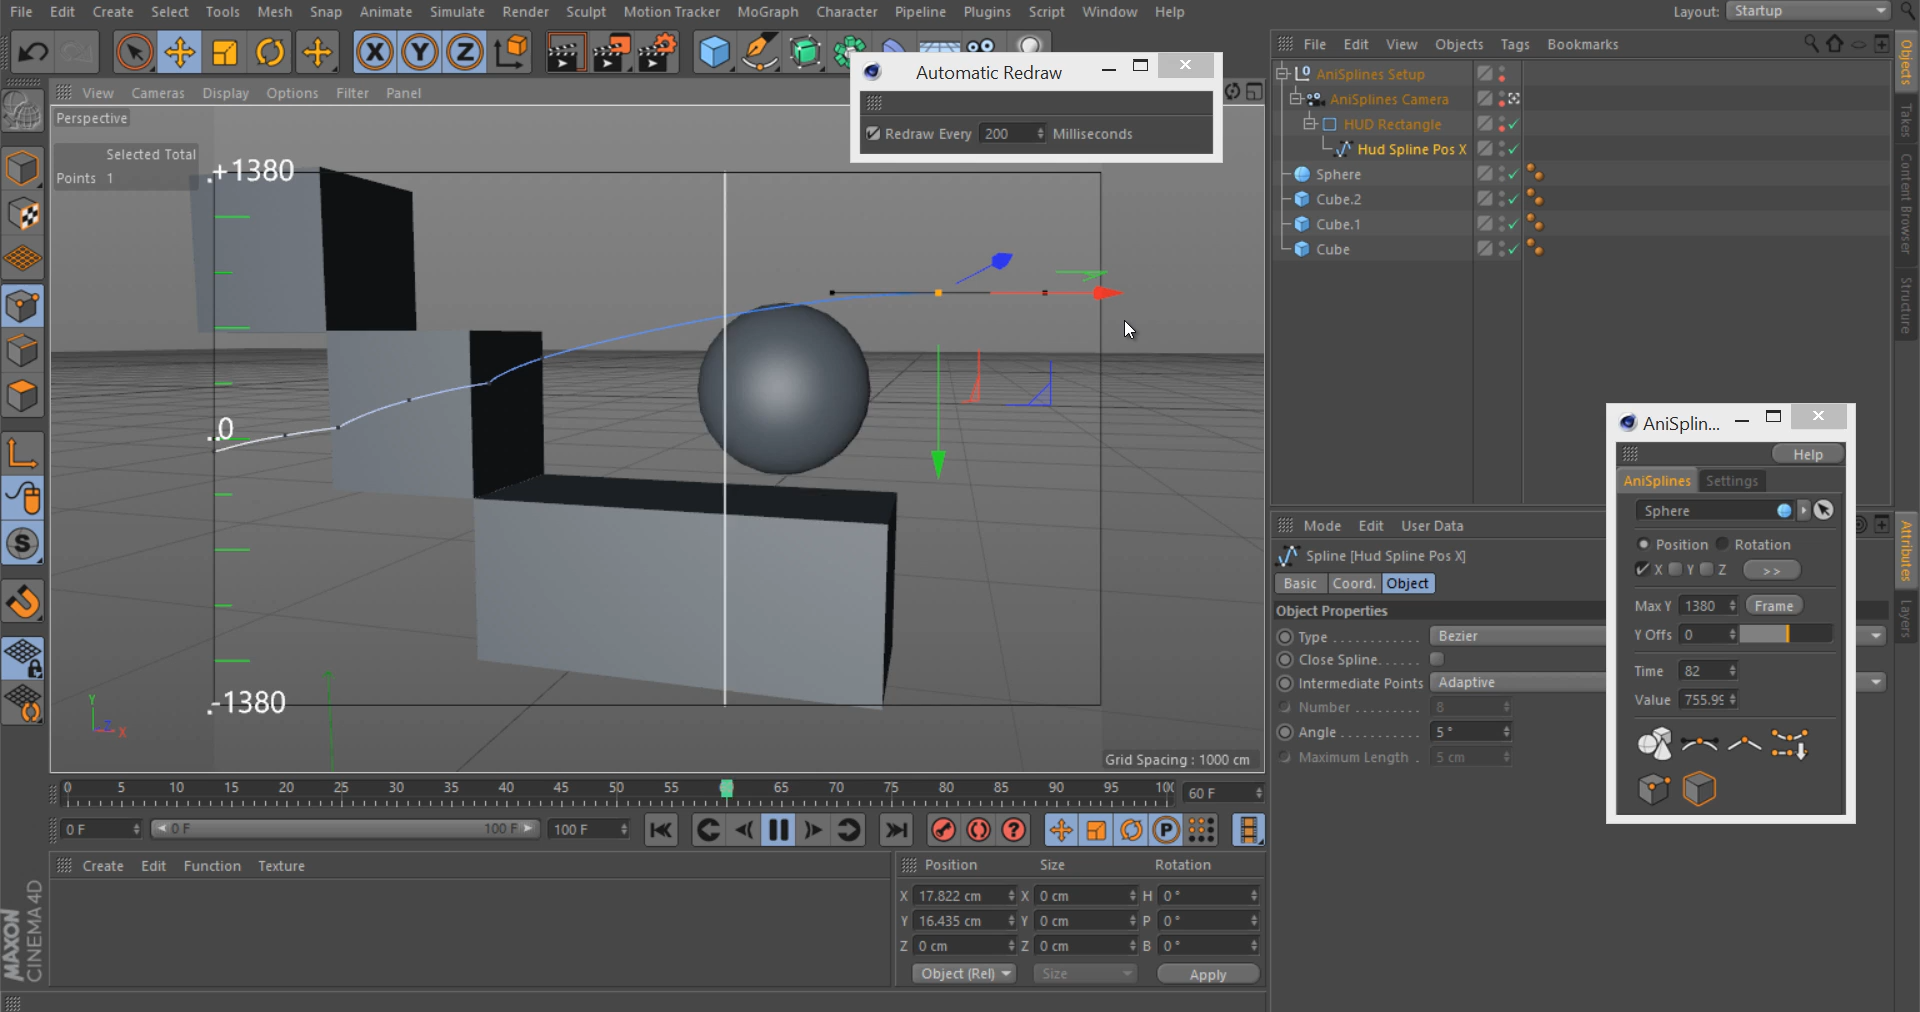 File Edit Create Select Tools Mesh Snap Animate Simulate Render Sculpt Motion Tracker MoGraph Character Pipeline Plugins Script Window Help
Layout: Startup
X Y Z
View Cameras Display Options Filter Panel
Perspective
Selected Total
Points 1
+1380
0
-1380
Y
Z
X
Grid Spacing : 1000 cm
Automatic Redraw
Redraw Every 200 Milliseconds
File Edit View Objects Tags Bookmarks
AniSplines Setup
AniSplines Camera
HUD Rectangle
Hud Spline Pos X
Sphere
Cube.2
Cube.1
Cube
Objects
Takes
Content Browser
Structure
Attributes
Layers
Mode Edit User Data
Spline [Hud Spline Pos X]
Basic Coord. Object
Object Properties
Type Bezier
Close Spline
Intermediate Points Adaptive
Number 8
Angle 5°
Maximum Length 5 cm
AniSplin...
Help
AniSplines Settings
Sphere
Position Rotation
X Y Z >>
Max Y 1380 Frame
Y Offs 0
Time 82
Value 755.99
0 5 10 15 20 25 30 35 40 45 50 55 65 70 75 80 85 90 95
60 F
0 F 0 F 100 F 100 F
P
Create Edit Function Texture
Position Size Rotation
X 17.822 cm X 0 cm H 0°
Y 16.435 cm Y 0 cm P 0°
Z 0 cm Z 0 cm B 0°
Object (Rel) Size Apply
MAXON
CINEMA 4D